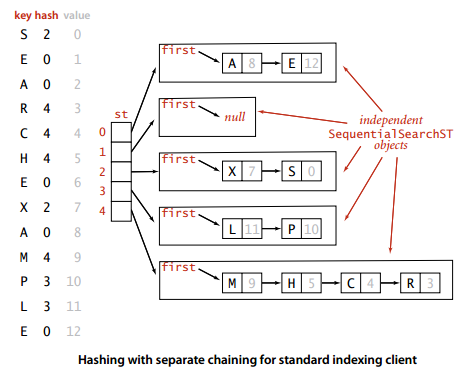 key hash value
S 2 0
E 0 1
A 0 2
R 4 3
C 4 4
H 4 5
E 0 6
X 2 7
A 0 8
M 4 9
P 3 10
L 3 11
E 0 12
st
0
1
2
3
4
first
A 8 E 12
first
null
independent
SequentialSearchST
objects
first
X 7 S 0
first
L 11 P 10
first
M 9 H 5 C 4 R 3
Hashing with separate chaining for standard indexing client